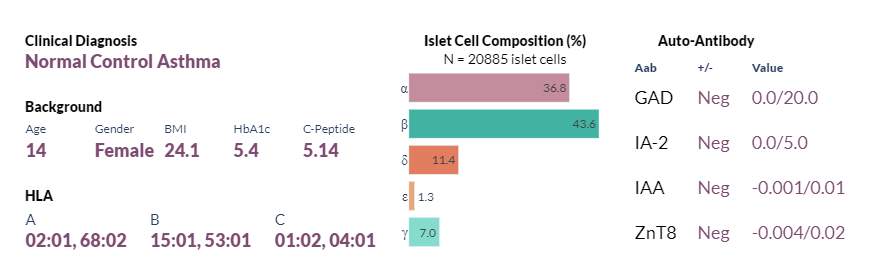 Clinical Diagnosis
Normal Control Asthma
Background
Age Gender BMI HbA1c C-Peptide
14 Female 24.1 5.4 5.14
HLA
A B C
02:01, 68:02 15:01, 53:01 01:02, 04:01
Islet Cell Composition (%)
N = 20885 islet cells
α 36.8
β 43.6
δ 11.4
ε 1.3
γ 7.0
Auto-Antibody
Aab +/- Value
GAD Neg 0.0/20.0
IA-2 Neg 0.0/5.0
IAA Neg -0.001/0.01
ZnT8 Neg -0.004/0.02